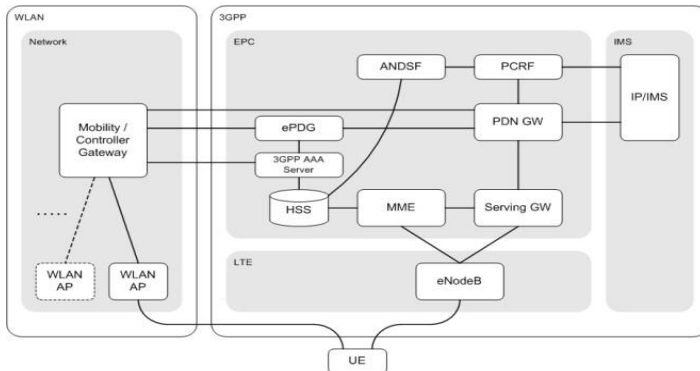 WLAN
3GPP
Network
EPC
IMS
ANDSF
PCRF
IP/IMS
Mobility /
Controller
Gateway
ePDG
PDN GW
3GPP AAA
Server
HSS
MME
Serving GW
.....
LTE
WLAN
AP
WLAN
AP
eNodeB
UE